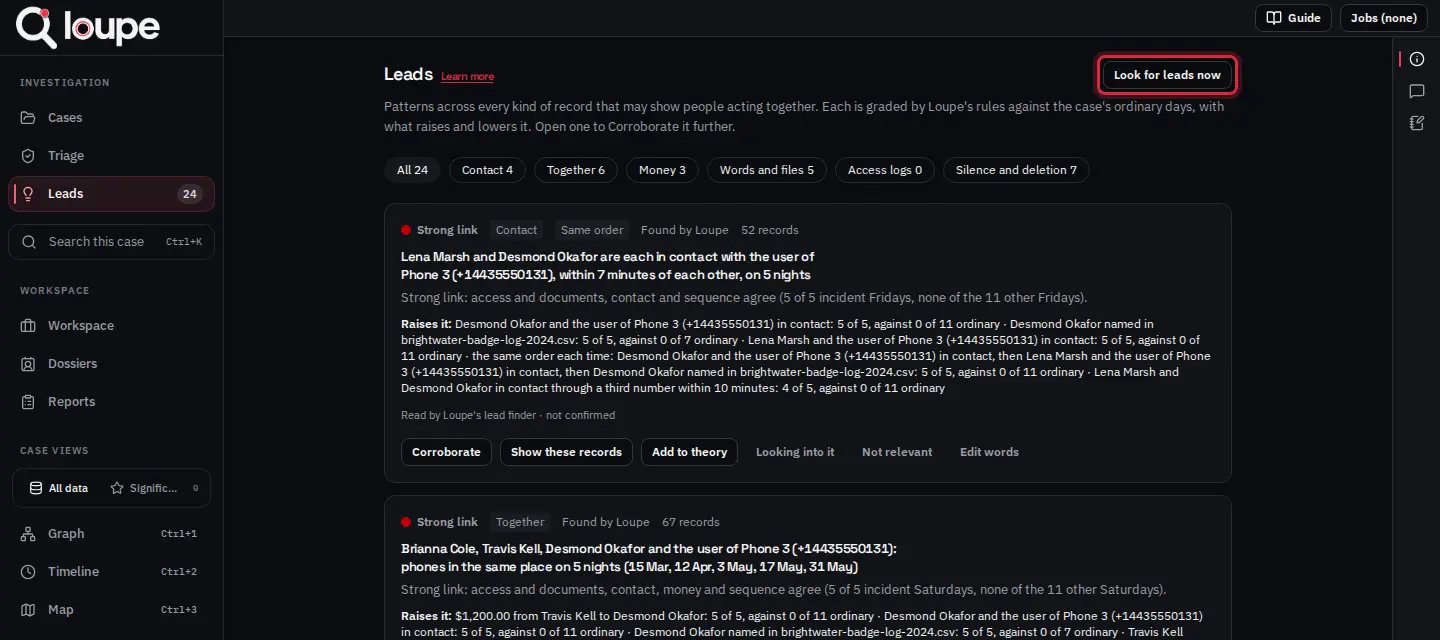 loupe
Guide
Jobs (none)
INVESTIGATION
Cases
Triage
Leads 24
Search this case Ctrl+K
WORKSPACE
Workspace
Dossiers
Reports
CASE VIEWS
All data Signific... 0
Graph Ctrl+1
Timeline Ctrl+2
Map Ctrl+3
Leads Learn more
Look for leads now
Patterns across every kind of record that may show people acting together. Each is graded by Loupe's rules against the case's ordinary days, with
what raises and lowers it. Open one to Corroborate it further.
All 24 Contact 4 Together 6 Money 3 Words and files 5 Access logs 0 Silence and deletion 7
Strong link Contact Same order Found by Loupe 52 records
Lena Marsh and Desmond Okafor are each in contact with the user of
Phone 3 (+14435550131), within 7 minutes of each other, on 5 nights
Strong link: access and documents, contact and sequence agree (5 of 5 incident Fridays, none of the 11 other Fridays).
Raises it: Desmond Okafor and the user of Phone 3 (+14435550131) in contact: 5 of 5, against 0 of 11 ordinary · Desmond Okafor named in
brightwater-badge-log-2024.csv: 5 of 5, against 0 of 7 ordinary · Lena Marsh and the user of Phone 3 (+14435550131) in contact: 5 of 5, against 0 of
11 ordinary · the same order each time: Desmond Okafor and the user of Phone 3 (+14435550131) in contact, then Lena Marsh and the user of Phone
3 (+14435550131) in contact, then Desmond Okafor named in brightwater-badge-log-2024.csv: 5 of 5, against 0 of 11 ordinary · Lena Marsh and
Desmond Okafor in contact through a third number within 10 minutes: 4 of 5, against 0 of 11 ordinary
Read by Loupe's lead finder · not confirmed
Corroborate Show these records Add to theory Looking into it Not relevant Edit words
Strong link Together Found by Loupe 67 records
Brianna Cole, Travis Kell, Desmond Okafor and the user of Phone 3 (+14435550131):
phones in the same place on 5 nights (15 Mar, 12 Apr, 3 May, 17 May, 31 May)
Strong link: access and documents, contact, money and sequence agree (5 of 5 incident Saturdays, none of the 11 other Saturdays).
Raises it: $1,200.00 from Travis Kell to Desmond Okafor: 5 of 5, against 0 of 11 ordinary · Desmond Okafor and the user of Phone 3 (+14435550131)
in contact: 5 of 5, against 0 of 11 ordinary · Desmond Okafor named in brightwater-badge-log-2024.csv: 5 of 5, against 0 of 7 ordinary · Travis Kell